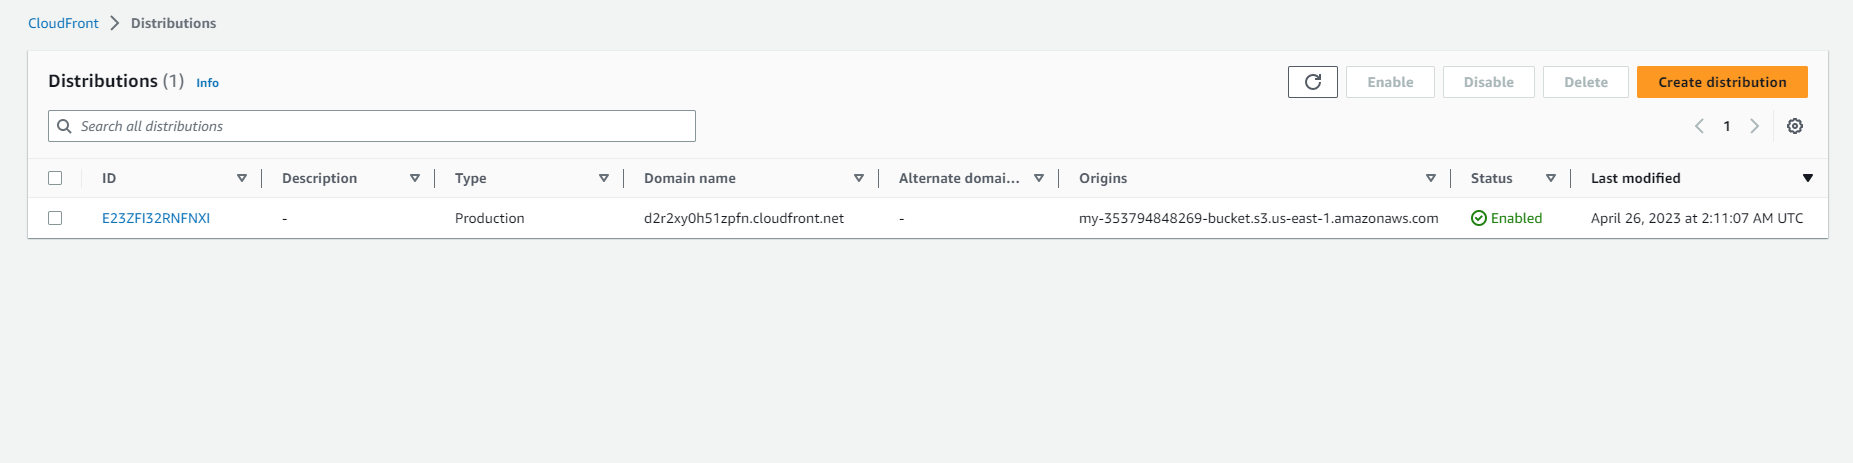 CloudFront > Distributions
Distributions (1) Info
Enable Disable Delete Create distribution
Search all distributions
1
ID Description Type Domain name Alternate domai... Origins Status Last modified
E23ZFI32RNFNXI - Production d2r2xy0h51zpfn.cloudfront.net - my-353794848269-bucket.s3.us-east-1.amazonaws.com Enabled April 26, 2023 at 2:11:07 AM UTC